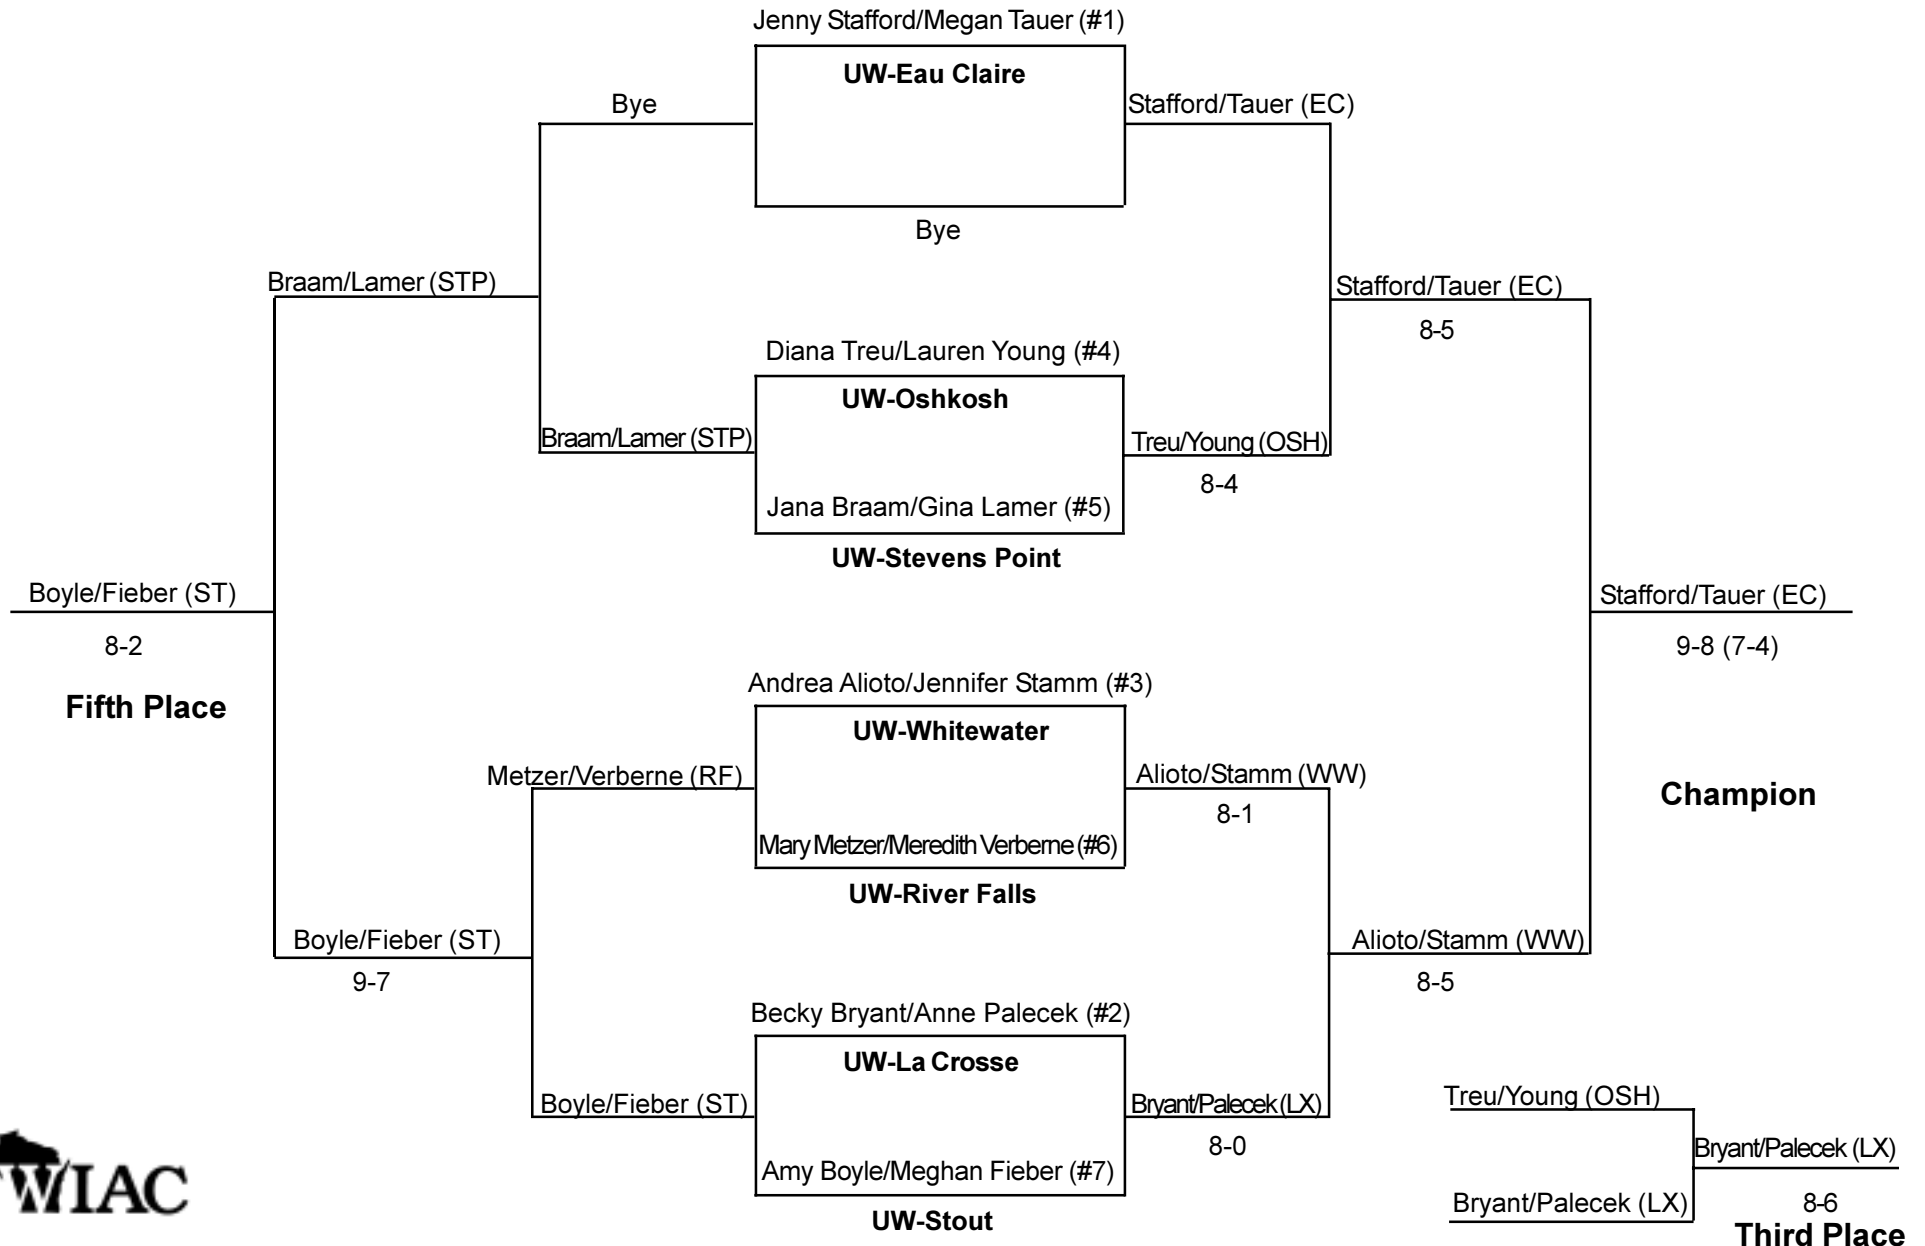 Jenny Stafford/Megan Tauer (#1)
UW-Eau Claire
Bye
Stafford/Tauer (EC)
Bye
Braam/Lamer (STP)
Stafford/Tauer (EC)
8-5
Diana Treu/Lauren Young (#4)
UW-Oshkosh
Braam/Lamer (STP)
Treu/Young (OSH)
8-4
Jana Braam/Gina Lamer (#5)
UW-Stevens Point
Boyle/Fieber (ST)
8-2
Fifth Place
Stafford/Tauer (EC)
9-8 (7-4)
Champion
Andrea Alioto/Jennifer Stamm (#3)
UW-Whitewater
Metzer/Verberne (RF)
Alioto/Stamm (WW)
8-1
Mary Metzer/Meredith Verberne (#6)
UW-River Falls
Boyle/Fieber (ST)
9-7
Alioto/Stamm (WW)
8-5
Becky Bryant/Anne Palecek (#2)
UW-La Crosse
Boyle/Fieber (ST)
Bryant/Palecek (LX)
8-0
Amy Boyle/Meghan Fieber (#7)
UW-Stout
Treu/Young (OSH)
Bryant/Palecek (LX)
Bryant/Palecek (LX)
8-6
Third Place
WIAC